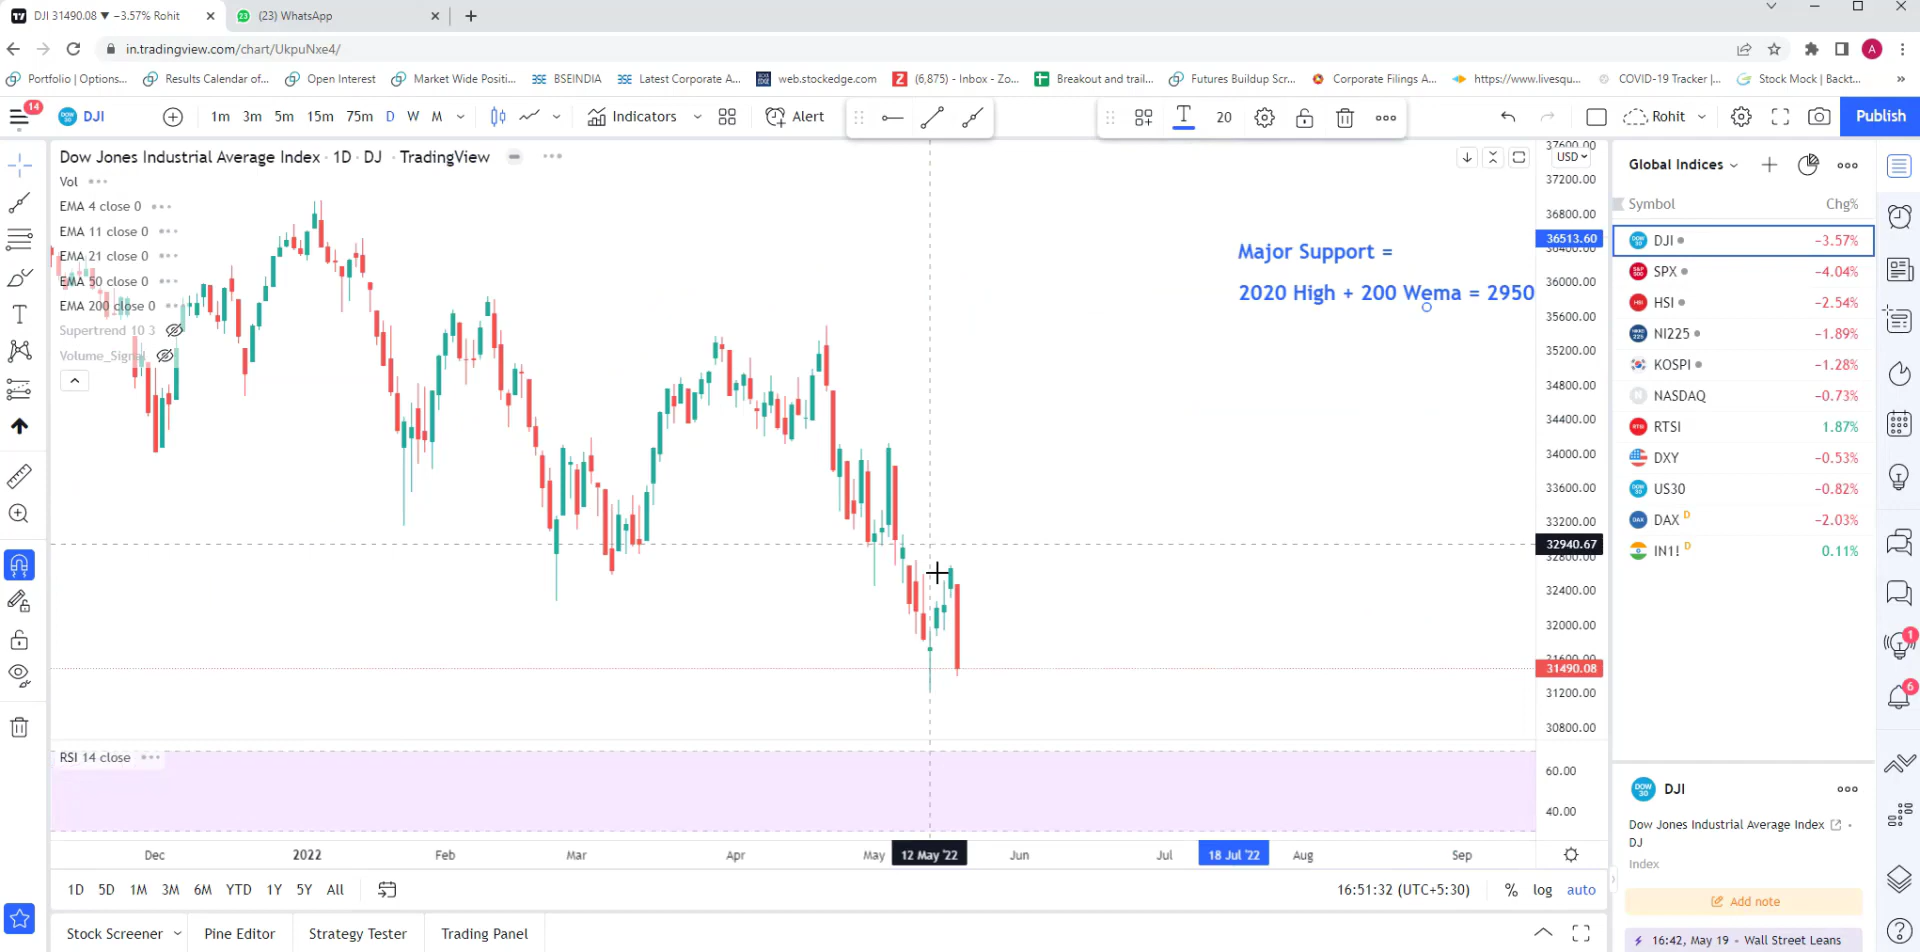 DJI 31490.08 ▼ −3.57% Rohit
(23) WhatsApp
in.tradingview.com/chart/UkpuNxe4/
Portfolio | Options...
Results Calendar of...
Open Interest
Market Wide Positi...
BSEINDIA
Latest Corporate A...
web.stockedge.com
(6,875) - Inbox - Zo...
Breakout and trail...
Futures Buildup Scr...
Corporate Filings A...
https://www.livesqu...
COVID-19 Tracker |...
Stock Mock | Backt...
14
DJI
1m 3m 5m 15m 75m D W M
Indicators
Alert
20
Rohit
Publish
Dow Jones Industrial Average Index · 1D · DJ · TradingView
Vol
EMA 4 close 0
EMA 11 close 0
EMA 21 close 0
EMA 50 close 0
EMA 200 close 0
Supertrend 10 3
Volume_Signal
Major Support =
2020 High + 200 Wema = 2950
USD
37600.00
37200.00
36800.00
36513.60
36400.00
36000.00
35600.00
35200.00
34800.00
34400.00
34000.00
33600.00
33200.00
32940.67
32800.00
32400.00
32000.00
31600.00
31490.08
31200.00
30800.00
RSI 14 close
60.00
40.00
Dec 2022 Feb Mar Apr May 12 May '22 Jun Jul 18 Jul '22 Aug Sep
1D 5D 1M 3M 6M YTD 1Y 5Y All
16:51:32 (UTC+5:30)
% log auto
Stock Screener
Pine Editor
Strategy Tester
Trading Panel
Global Indices
Symbol Chg%
DJI −3.57%
SPX −4.04%
HSI −2.54%
NI225 −1.89%
KOSPI −1.28%
NASDAQ −0.73%
RTSI 1.87%
DXY −0.53%
US30 −0.82%
DAX D −2.03%
IN1! D 0.11%
DJI
Dow Jones Industrial Average Index
DJ
Index
Add note
16:42, May 19 - Wall Street Leans
1
6